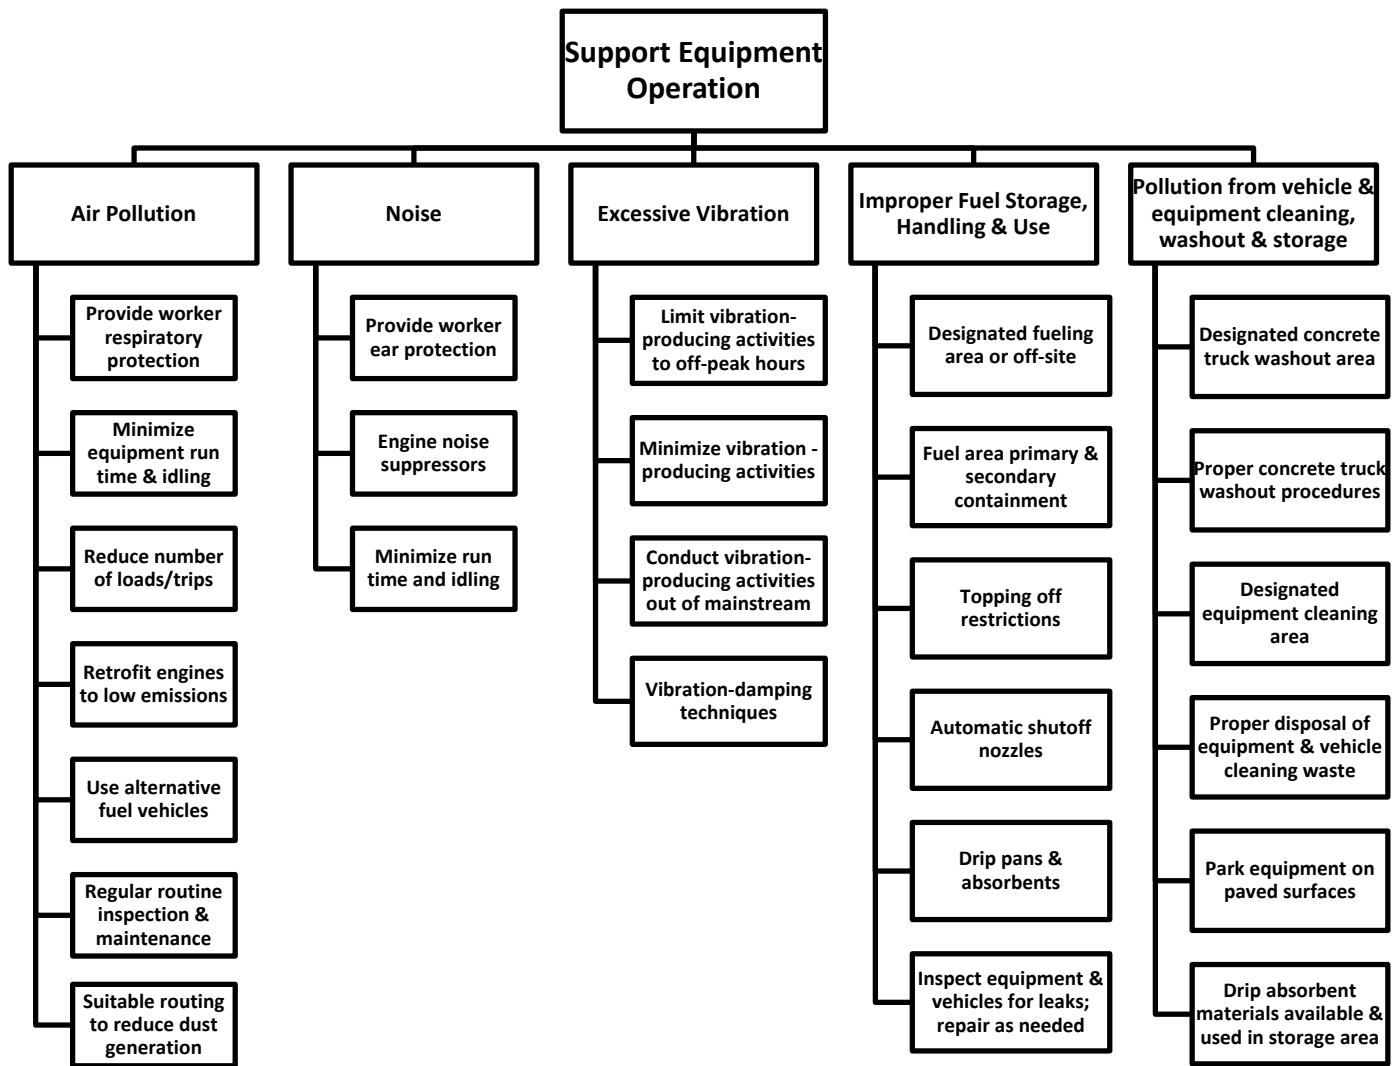 Support Equipment
Operation
Air Pollution
Provide worker
respiratory
protection
Minimize
equipment run
time & idling
Reduce number
of loads/trips
Retrofit engines
to low emissions
Use alternative
fuel vehicles
Regular routine
inspection &
maintenance
Suitable routing
to reduce dust
generation
Noise
Provide worker
ear protection
Engine noise
suppressors
Minimize run
time and idling
Excessive Vibration
Limit vibration-
producing activities
to off-peak hours
Minimize vibration -
producing activities
Conduct vibration-
producing activities
out of mainstream
Vibration-damping
techniques
Improper Fuel Storage,
Handling & Use
Designated fueling
area or off-site
Fuel area primary &
secondary
containment
Topping off
restrictions
Automatic shutoff
nozzles
Drip pans &
absorbents
Inspect equipment &
vehicles for leaks;
repair as needed
Pollution from vehicle &
equipment cleaning,
washout & storage
Designated concrete
truck washout area
Proper concrete truck
washout procedures
Designated
equipment cleaning
area
Proper disposal of
equipment & vehicle
cleaning waste
Park equipment on
paved surfaces
Drip absorbent
materials available &
used in storage area